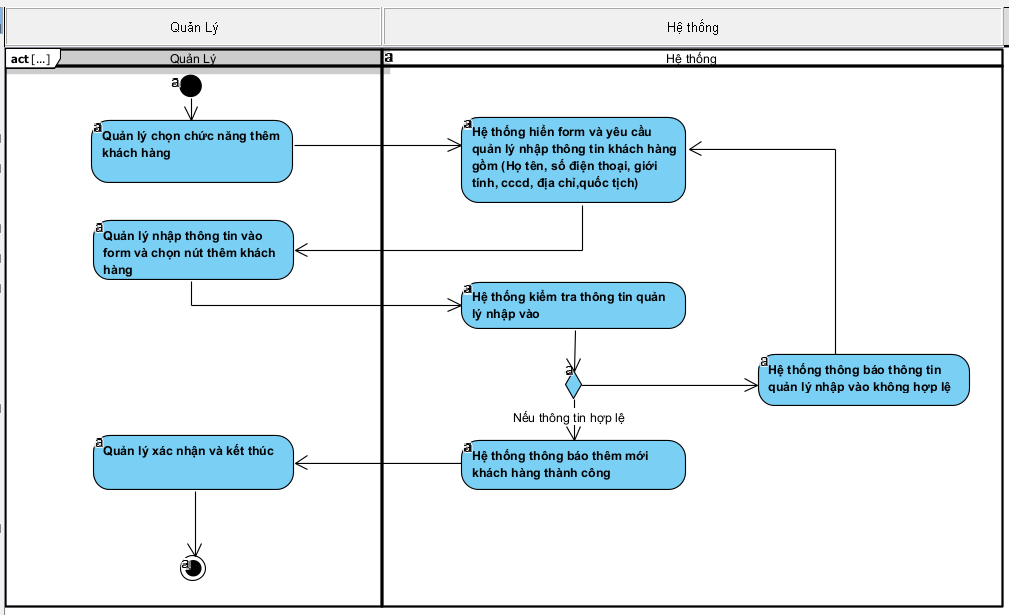 Quản Lý
Hệ thống
act [...]
Quản Lý
a
Hệ thống
a
a
Quản lý chọn chức năng thêm
khách hàng
a
Hệ thống hiển form và yêu cầu
quản lý nhập thông tin khách hàng
gồm (Họ tên, số điện thoại, giới
tính, cccd, địa chỉ,quốc tịch)
a
Quản lý nhập thông tin vào
form và chọn nút thêm khách
hàng
a
Hệ thống kiểm tra thông tin quản
lý nhập vào
a
a
Hệ thống thông báo thông tin
quản lý nhập vào không hợp lệ
Nếu thông tin hợp lệ
a
Quản lý xác nhận và kết thúc
a
Hệ thống thông báo thêm mới
khách hàng thành công
a